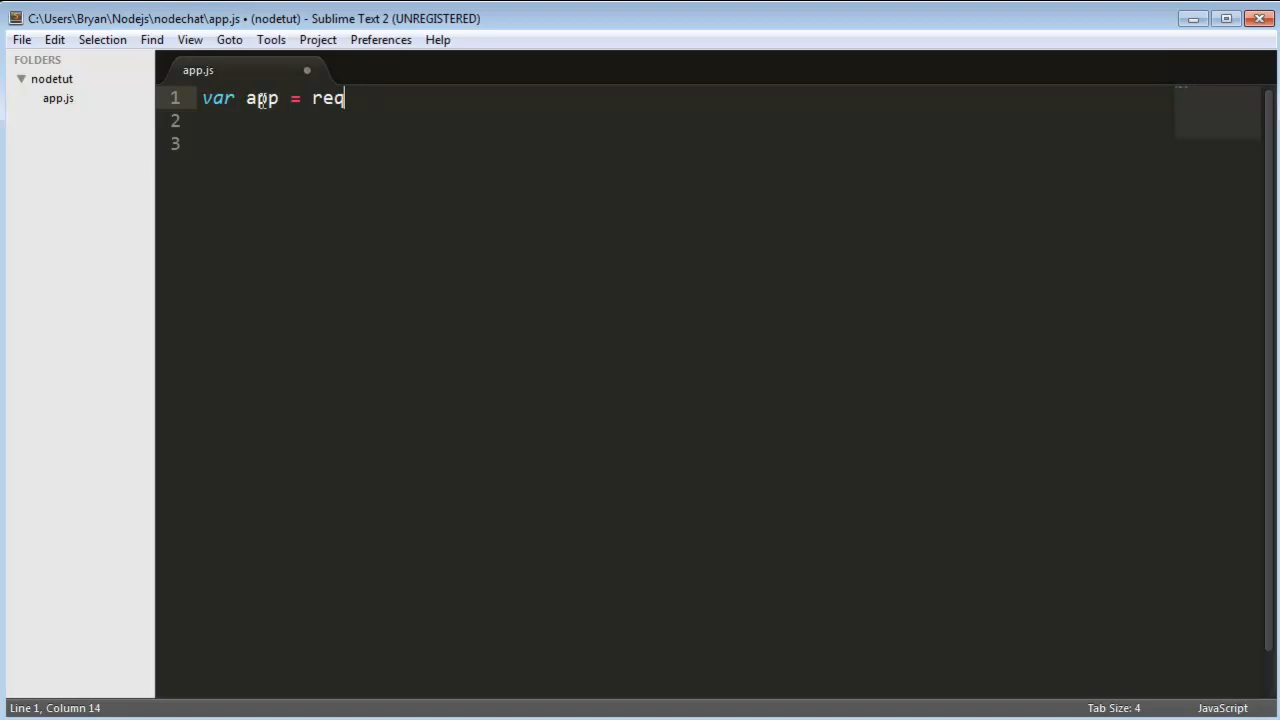 C:\Users\Bryan\Nodejs\nodechat\app.js • (nodetut) - Sublime Text 2 (UNREGISTERED)
File Edit Selection Find View Goto Tools Project Preferences Help
FOLDERS
nodetut
app.js
app.js
1 var app = req
2
3
Line 1, Column 14
Tab Size: 4
JavaScript